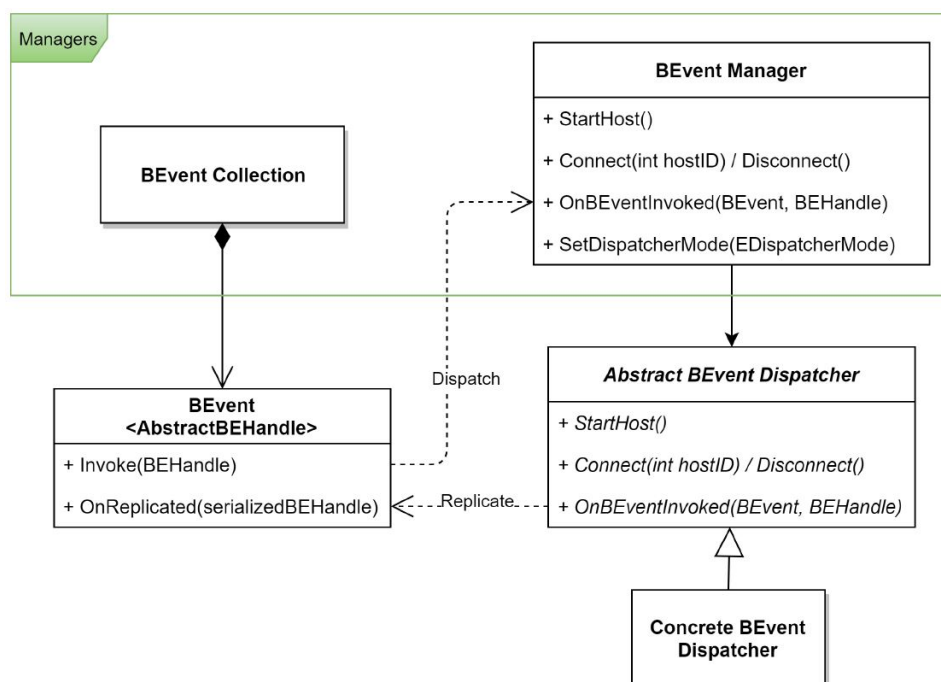 Managers
BEvent Manager
+ StartHost()
+ Connect(int hostID) / Disconnect()
+ OnBEventInvoked(BEvent, BEHandle)
+ SetDispatcherMode(EDispatcherMode)
BEvent Collection
Dispatch
BEvent
<AbstractBEHandle>
+ Invoke(BEHandle)
+ OnReplicated(serializedBEHandle)
Replicate
Abstract BEvent Dispatcher
+ StartHost()
+ Connect(int hostID) / Disconnect()
+ OnBEventInvoked(BEvent, BEHandle)
Concrete BEvent
Dispatcher